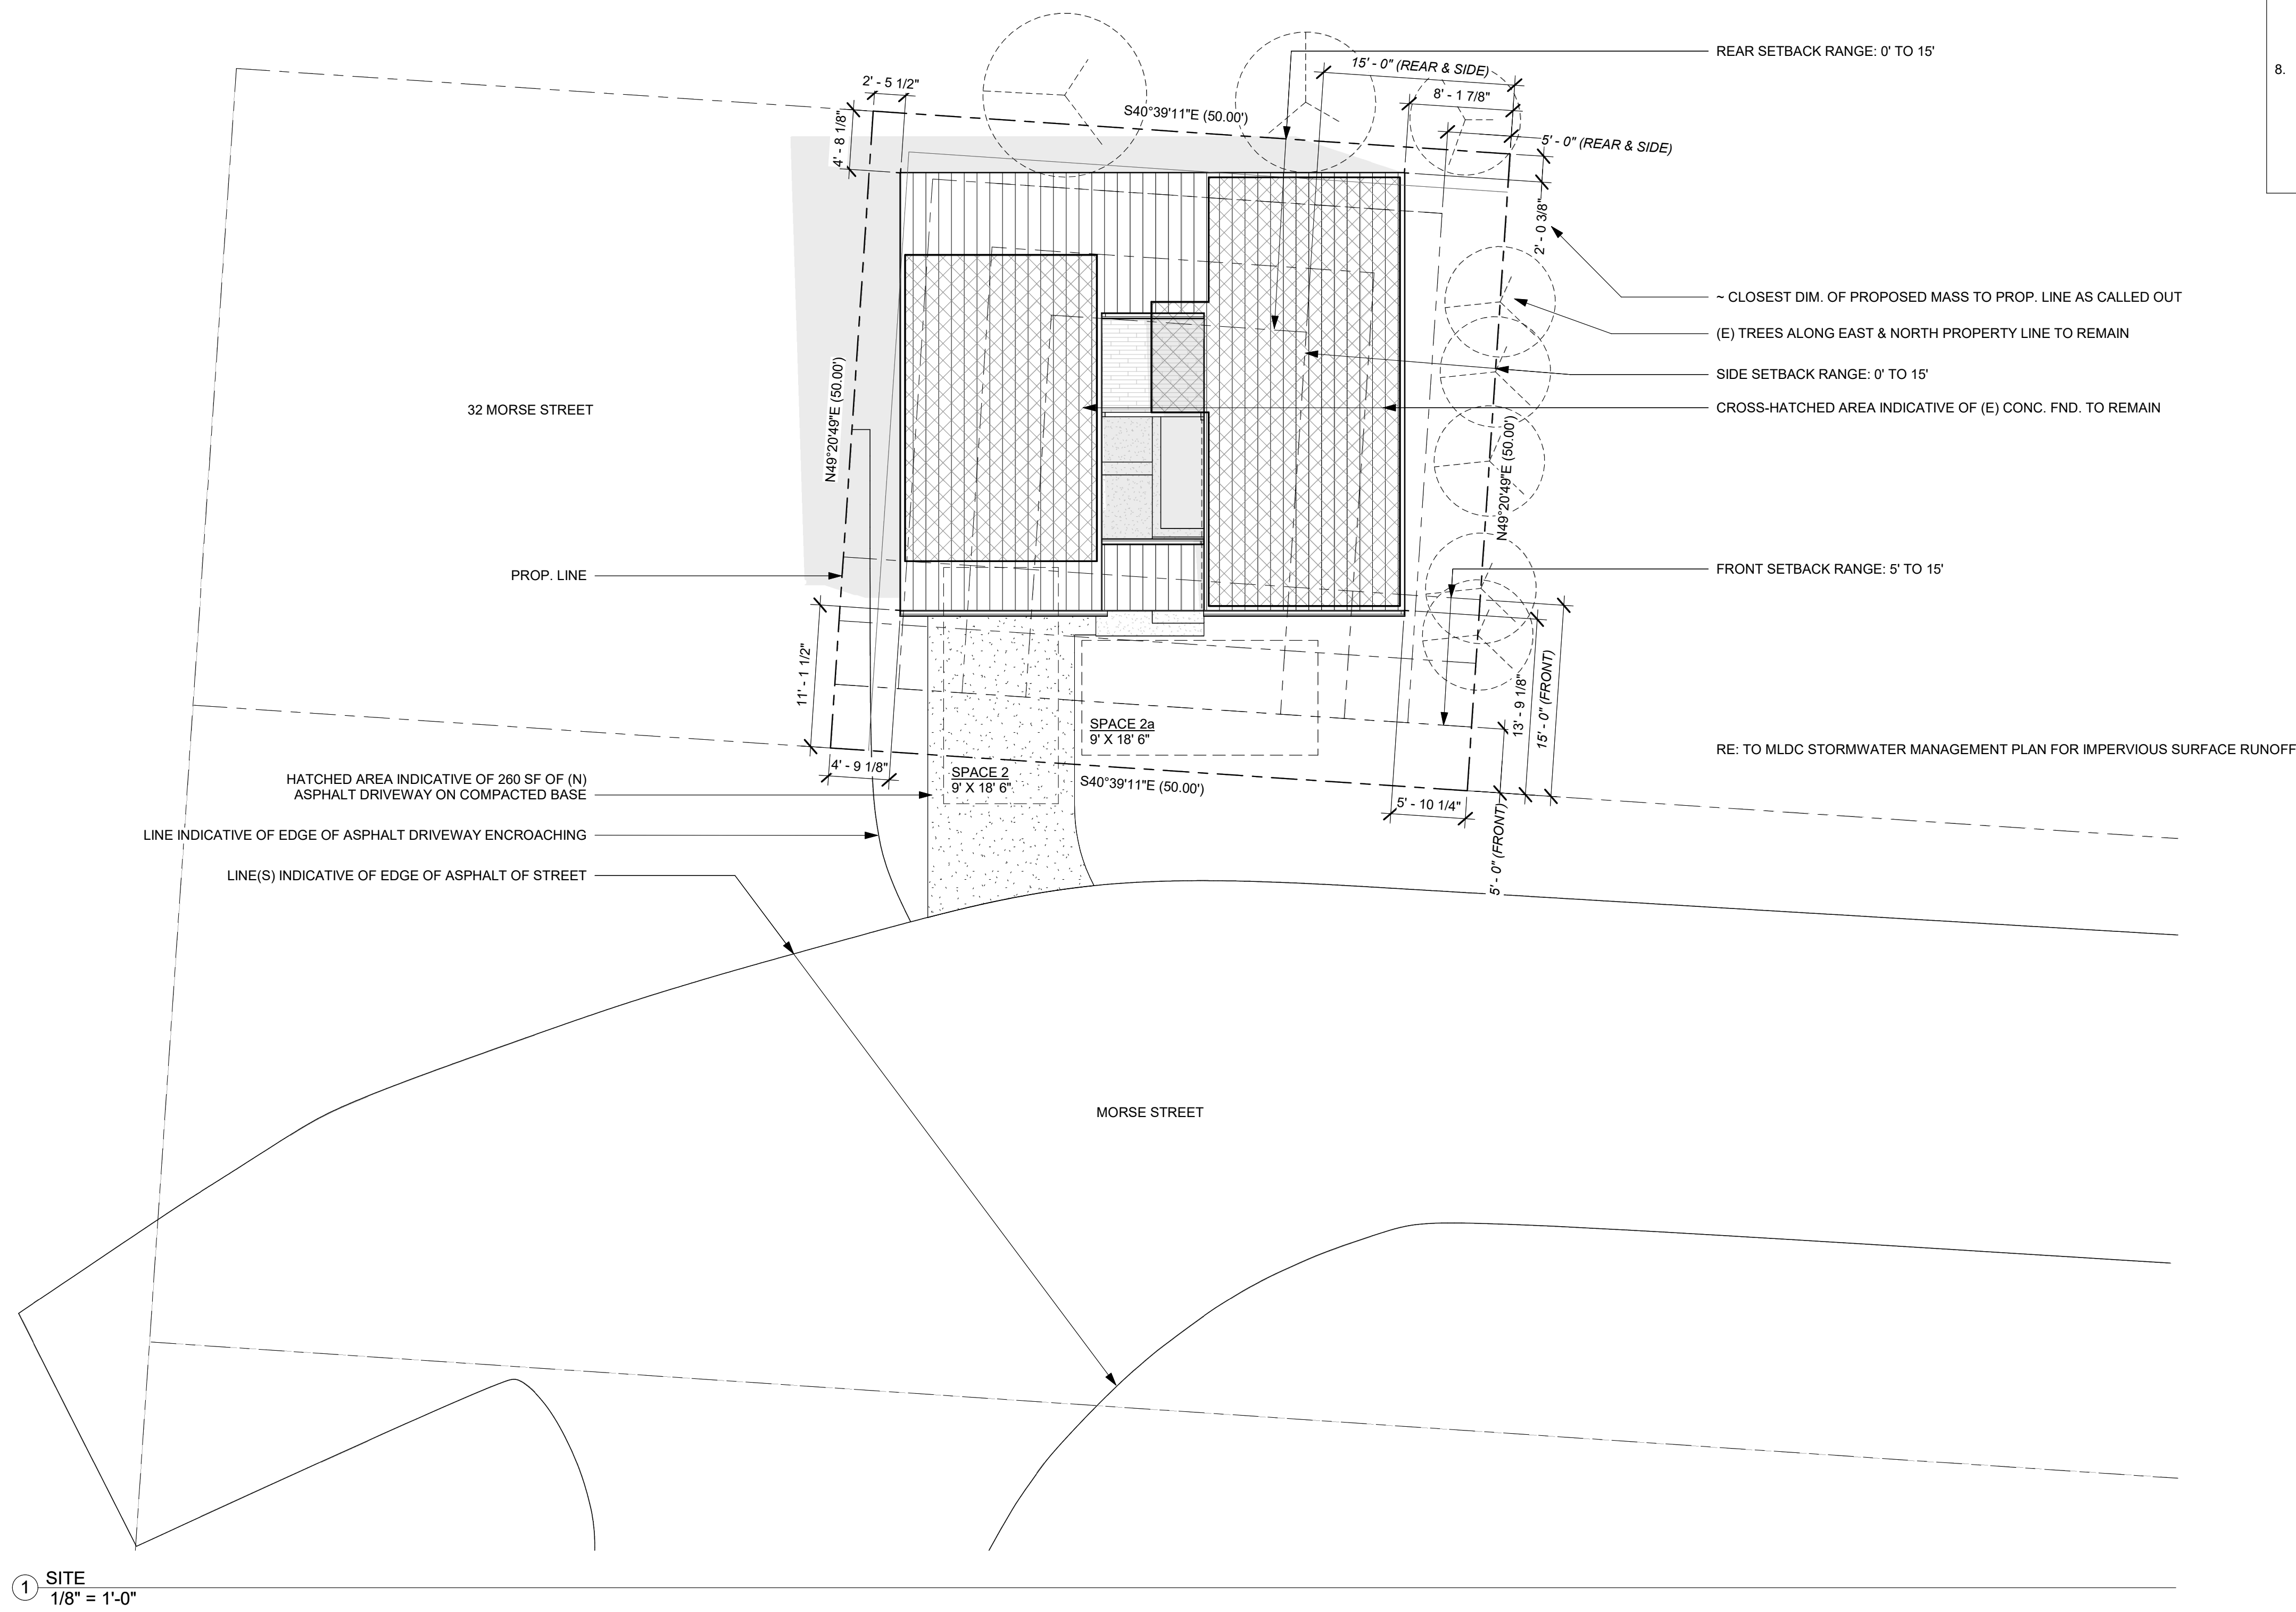 REAR SETBACK RANGE: 0' TO 15'
8.
15' - 0" (REAR & SIDE)
2' - 5 1/2"
8' - 1 7/8"
S40°39'11"E (50.00')
4' - 8 1/8"
5' - 0" (REAR & SIDE)
2' - 0 3/8"
~ CLOSEST DIM. OF PROPOSED MASS TO PROP. LINE AS CALLED OUT
(E) TREES ALONG EAST & NORTH PROPERTY LINE TO REMAIN
SIDE SETBACK RANGE: 0' TO 15'
32 MORSE STREET
N49°20'49"E (50.00')
CROSS-HATCHED AREA INDICATIVE OF (E) CONC. FND. TO REMAIN
N49°20'49"E (50.00')
PROP. LINE
FRONT SETBACK RANGE: 5' TO 15'
11' - 1 1/2"
13' - 9 1/8"
15' - 0" (FRONT)
SPACE 2a
9' X 18' 6"
RE: TO MLDC STORMWATER MANAGEMENT PLAN FOR IMPERVIOUS SURFACE RUNOFF
4' - 9 1/8"
SPACE 2
9' X 18' 6"
S40°39'11"E (50.00')
HATCHED AREA INDICATIVE OF 260 SF OF (N)
ASPHALT DRIVEWAY ON COMPACTED BASE
5' - 10 1/4"
5' - 0" (FRONT)
LINE INDICATIVE OF EDGE OF ASPHALT DRIVEWAY ENCROACHING
LINE(S) INDICATIVE OF EDGE OF ASPHALT OF STREET
MORSE STREET
1
SITE
1/8" = 1'-0"